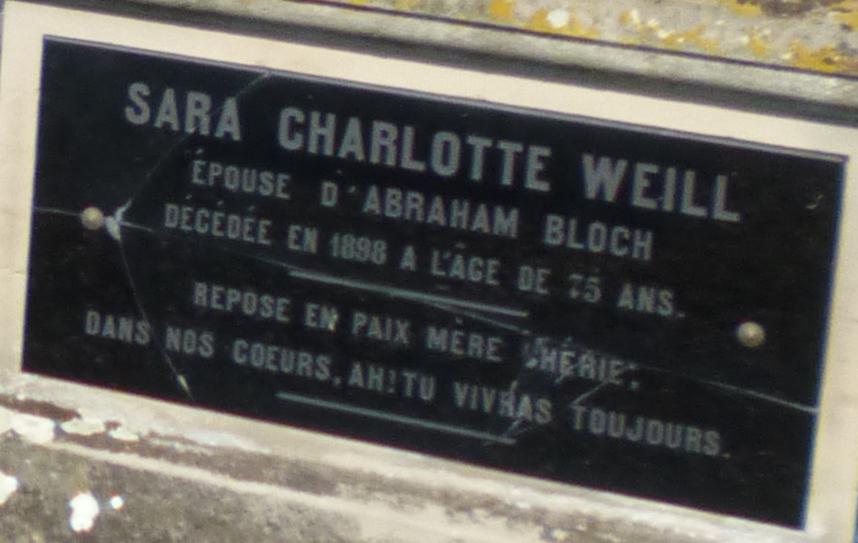 SARA CHARLOTTE WEILL
ÉPOUSE D'ABRAHAM BLOCH
DÉCÉDÉE EN 1898 A L'ÂGE DE 75 ANS.
REPOSE EN PAIX MÈRE CHÉRIE;
DANS NOS COEURS, AH! TU VIVRAS TOUJOURS.